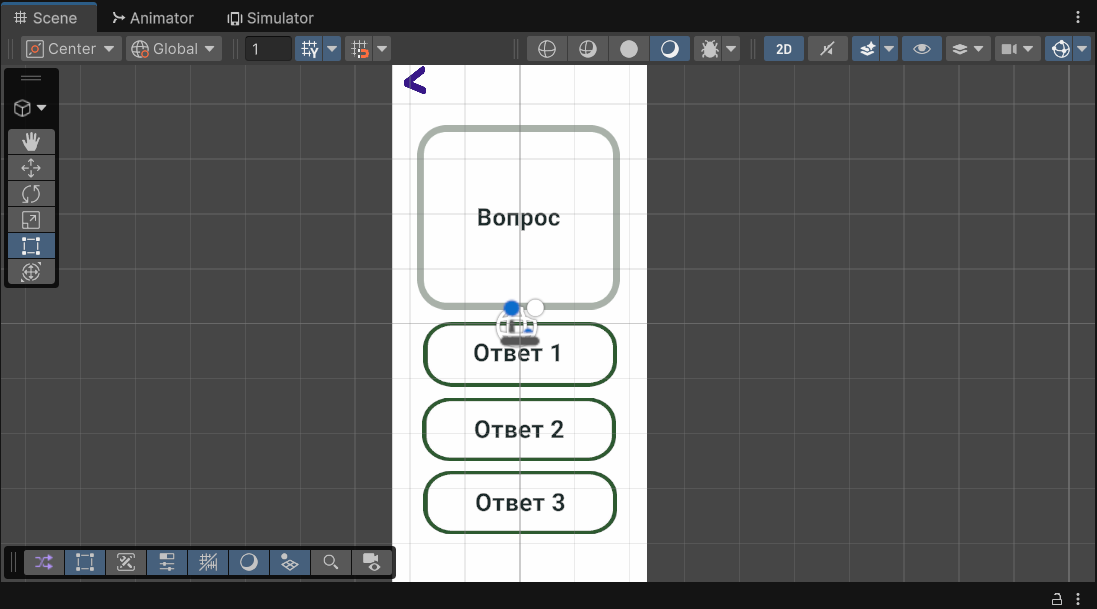 Scene Animator Simulator
Center Global 1 2D
<
Вопрос
Ответ 1
Ответ 2
Ответ 3